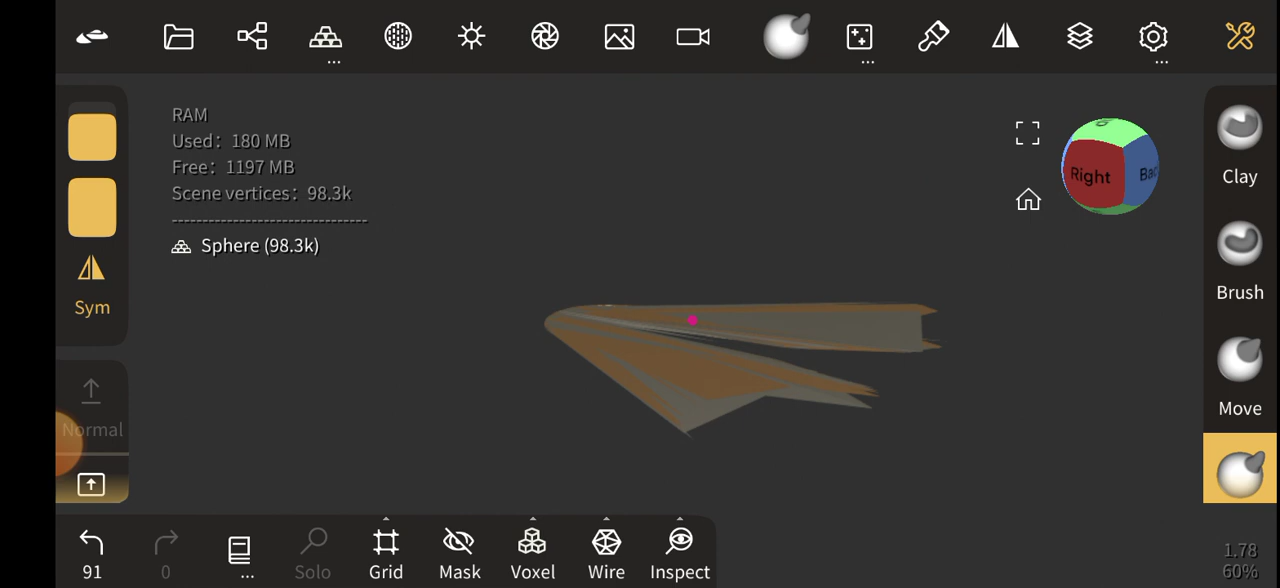 RAM
Used: 180 MB
Free: 1197 MB
Scene vertices: 98.3k
--------------------------------
Sphere (98.3k)
Right
Bac
Sym
Normal
Clay
Brush
Move
91
0
...
Solo
Grid
Mask
Voxel
Wire
Inspect
1.78
60%